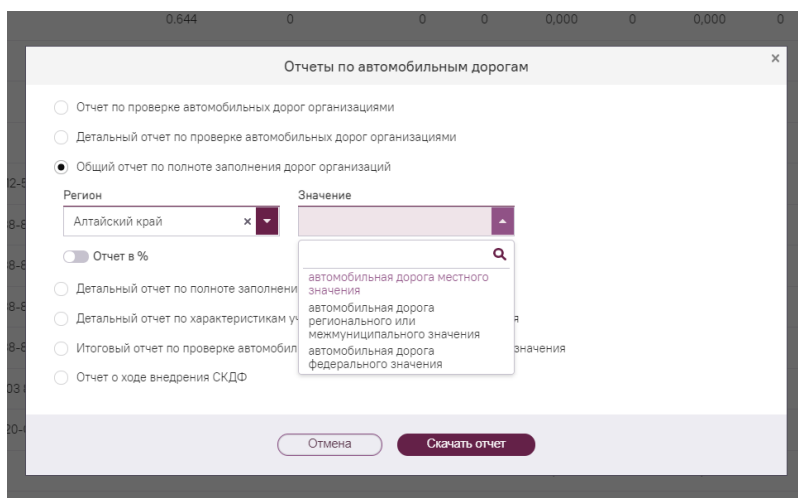 0.644 0 0 0 0,000 0 0,000 0
Отчеты по автомобильным дорогам ×
Отчет по проверке автомобильных дорог организациями
Детальный отчет по проверке автомобильных дорог организациями
Общий отчет по полноте заполнения дорог организаций
Регион Значение
Алтайский край ×
Отчет в %
автомобильная дорога местного
значения
автомобильная дорога
регионального или
межмуниципального значения
автомобильная дорога
федерального значения
Детальный отчет по полноте
Детальный отчет по характеристикам
Итоговый отчет по проверке значения
Отчет о ходе внедрения СКДФ
Отмена Скачать отчет